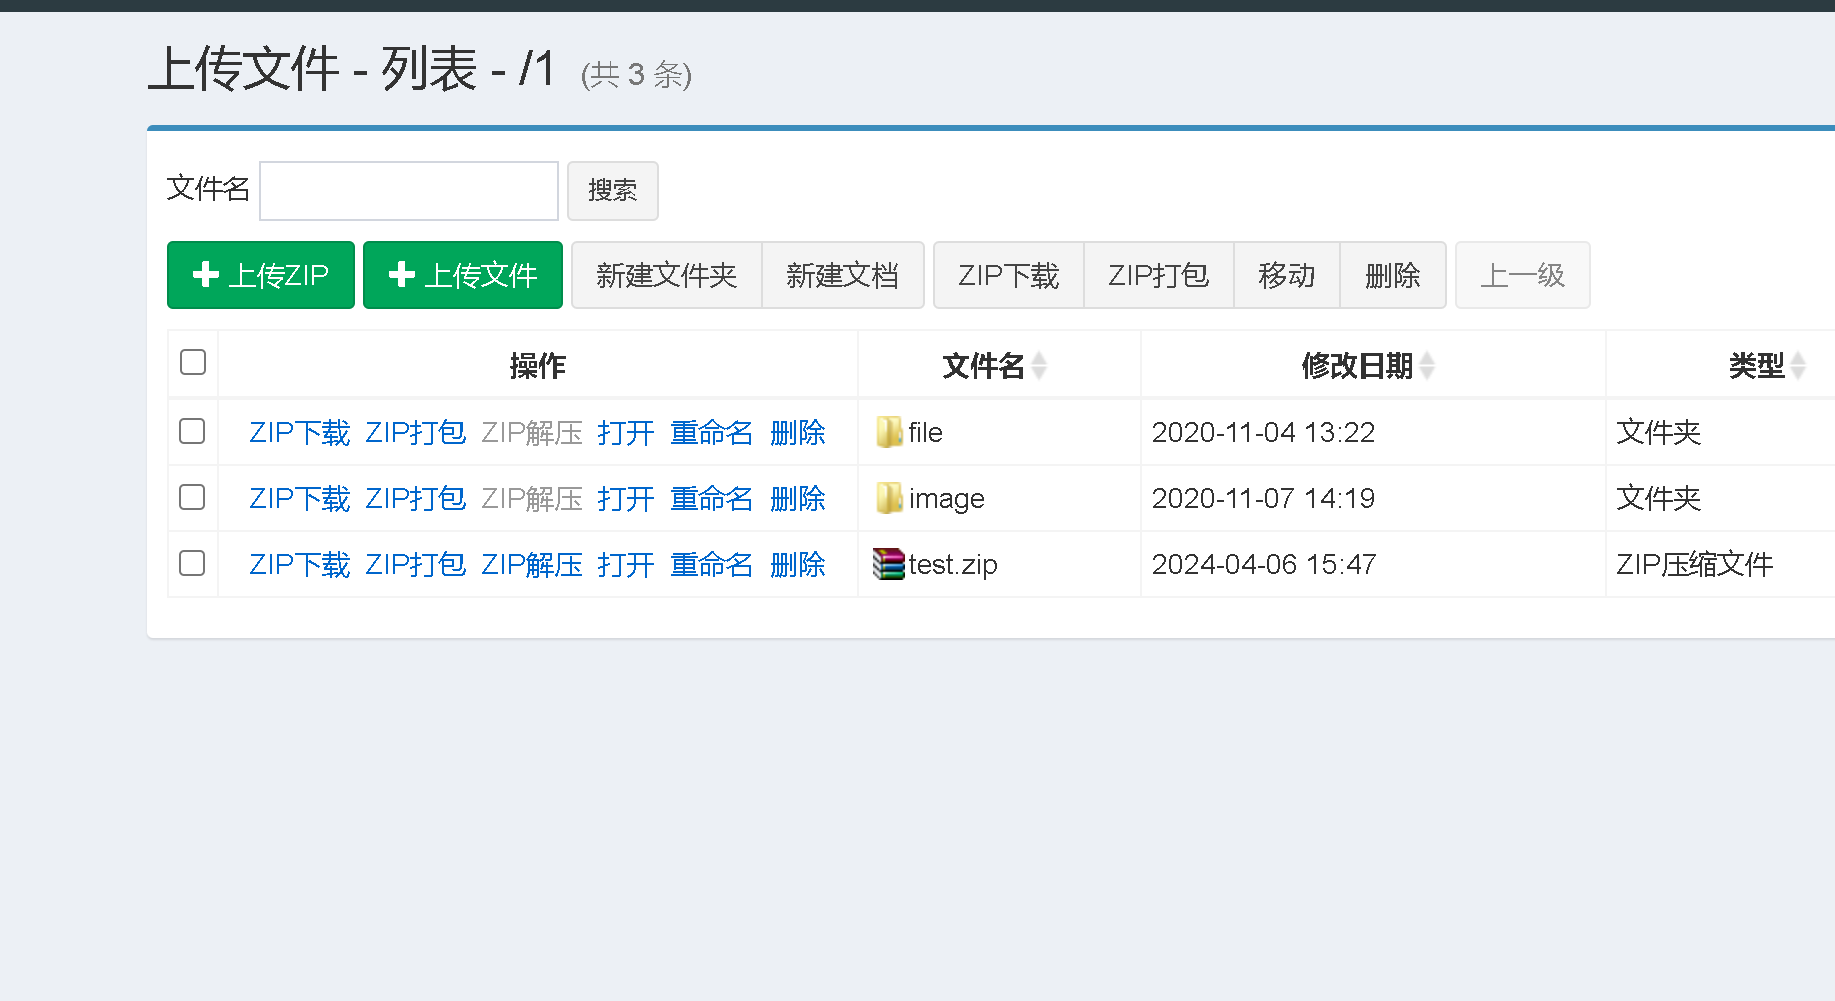 上传文件 - 列表 - /1 (共 3 条)
文件名 搜索
上传ZIP 上传文件 新建文件夹 新建文档 ZIP下载 ZIP打包 移动 删除 上一级
操作 文件名 修改日期 类型
ZIP下载 ZIP打包 ZIP解压 打开 重命名 删除 file 2020-11-04 13:22 文件夹
ZIP下载 ZIP打包 ZIP解压 打开 重命名 删除 image 2020-11-07 14:19 文件夹
ZIP下载 ZIP打包 ZIP解压 打开 重命名 删除 test.zip 2024-04-06 15:47 ZIP压缩文件